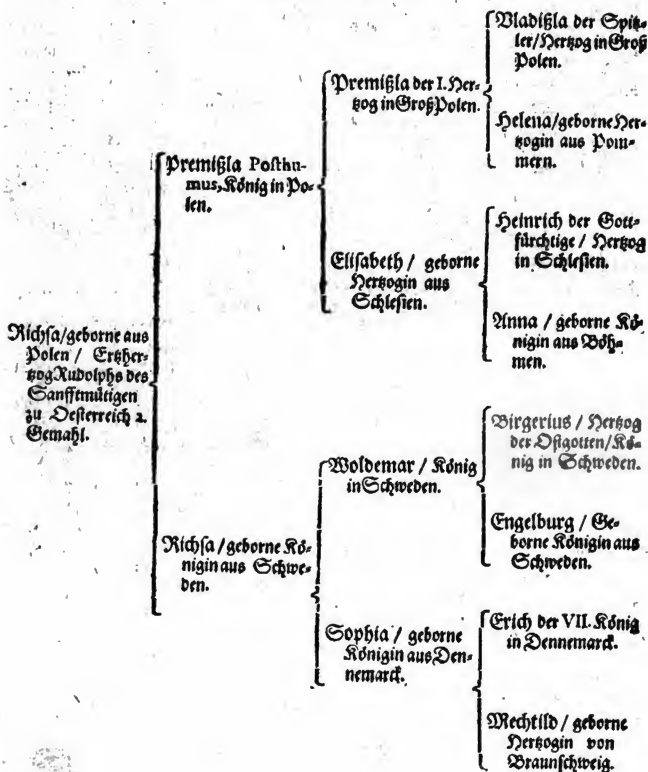 Richsa/geborne aus
Polen / Ertzher-
tzog Rudolphs des
Sanfftmütigen
zu Oesterreich 2.
Gemahl.
Premißla Posthu-
mus, König in Po-
len.
Richsa / geborne Kö-
nigin aus Schwe-
den.
Premißla der I. Her-
tzog in Groß Polen.
Elisabeth / geborne
Hertzogin aus
Schlesien.
Woldemar / König
in Schweden.
Sophia / geborne
Königin aus Den-
nemarck.
Vladißla der Spitz-
ler/Hertzog in Groß
Polen.
Helena/geborne Her-
tzogin aus Pom-
mern.
Heinrich der Gott-
fürchtige / Hertzog
in Schlesien.
Anna / geborne Kö-
nigin aus Böh-
men.
Birgerius / Hertzog
der Ostgotten/Kö-
nig in Schweden.
Engelburg / Ge-
borne Königin aus
Schweden.
Erich der VII. König
in Dennemarck.
Mechtild / geborne
Hertzogin von
Braunschweig.